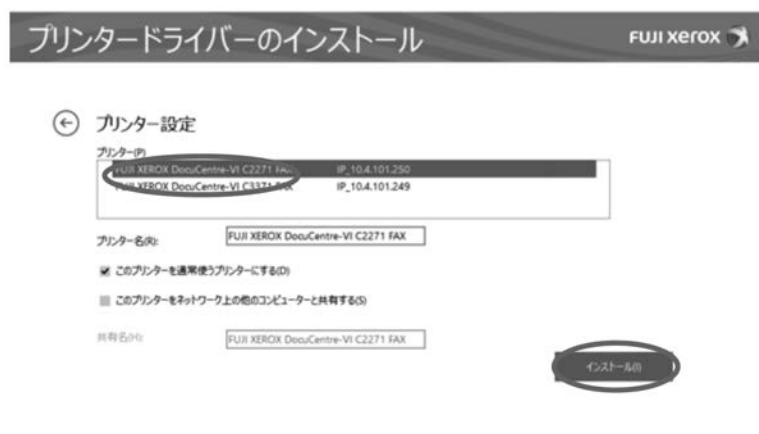 プリンタードライバーのインストール
FUJI xerox
プリンター設定
プリンター(P)
FUJI XEROX DocuCentre-VI C2271 FAX IP_10.4.101.250
FUJI XEROX DocuCentre-VI C3371 FAX IP_10.4.101.249
プリンター名(R): FUJI XEROX DocuCentre-VI C2271 FAX
このプリンターを通常使うプリンターにする(D)
このプリンターをネットワーク上の他のコンピューターと共有する(S)
共有名(H): FUJI XEROX DocuCentre-VI C2271 FAX
インストール(I)